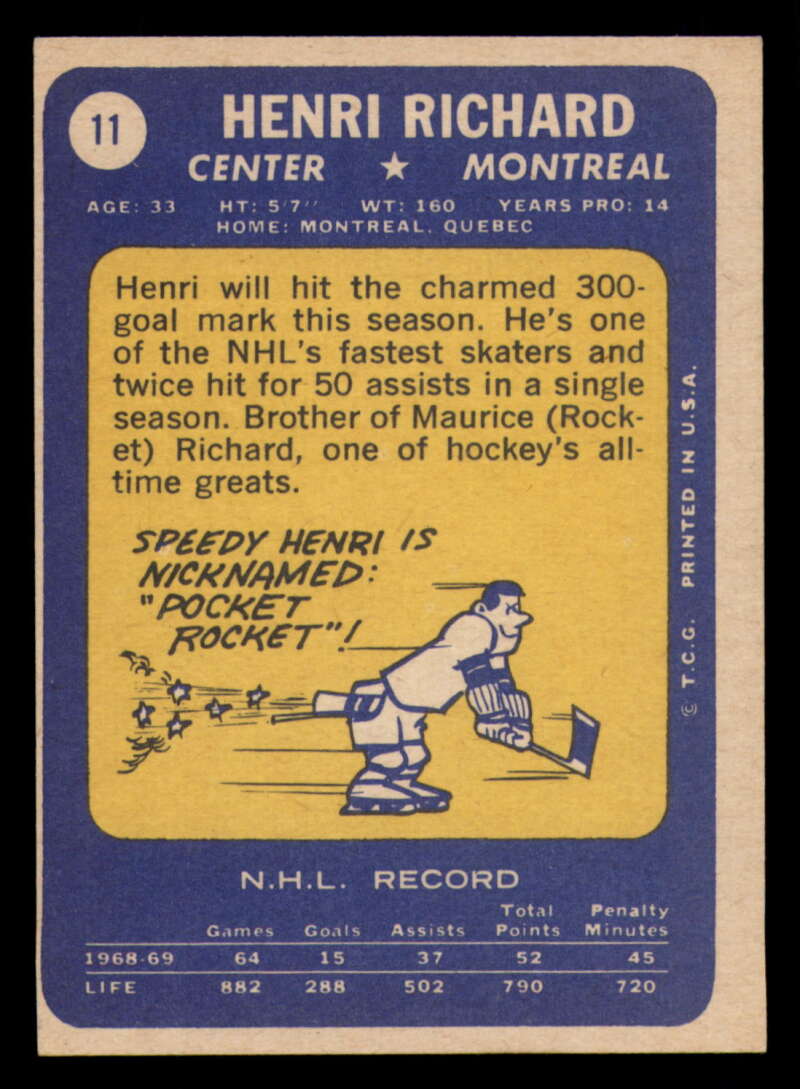 11
HENRI RICHARD
CENTER ★ MONTREAL
AGE: 33 HT: 5'7" WT: 160 YEARS PRO: 14
HOME: MONTREAL, QUEBEC
Henri will hit the charmed 300-
goal mark this season. He's one
of the NHL's fastest skaters and
twice hit for 50 assists in a single
season. Brother of Maurice (Rock-
et) Richard, one of hockey's all-
time greats.
SPEEDY HENRI IS
NICKNAMED:
"POCKET
ROCKET"!
© T.C.G. PRINTED IN U.S.A.
N.H.L. RECORD
Games Goals Assists Total Points Penalty Minutes
1968-69 64 15 37 52 45
LIFE 882 288 502 790 720